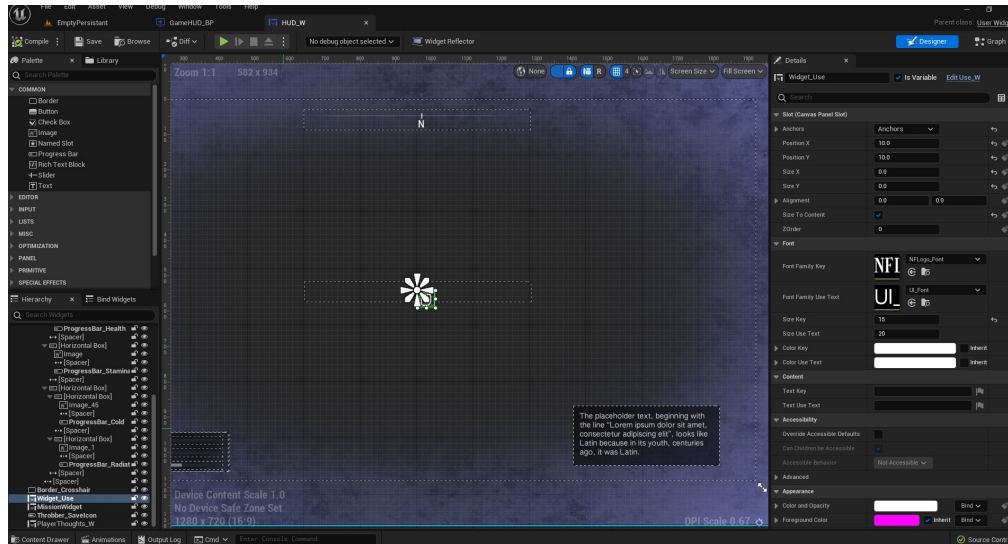 File Edit Asset View Debug Window Tools Help
EmptyPersistant
GameHUD_BP
HUD_W
Parent class: User Widg
Compile
Save
Browse
Diff
No debug object selected
Widget Reflector
Designer
Graph
Palette
Library
Search Palette
COMMON
Border
Button
Check Box
Image
Named Slot
Progress Bar
Rich Text Block
Slider
Text
EDITOR
INPUT
LISTS
MISC
OPTIMIZATION
PANEL
PRIMITIVE
SPECIAL EFFECTS
Hierarchy
Bind Widgets
Search Widgets
ProgressBar_Health
[Spacer]
[Horizontal Box]
Image
[Spacer]
ProgressBar_Stamina
[Spacer]
[Horizontal Box]
[Horizontal Box]
Image_45
[Spacer]
ProgressBar_Cold
[Spacer]
[Horizontal Box]
Image_1
[Spacer]
ProgressBar_Radiat
[Spacer]
[Spacer]
Border_Crosshair
Widget_Use
MissionWidget
Throbber_SaveIcon
PlayerThoughts_W
Zoom 1:1 582 x 934
None
R
4
Screen Size
Fill Screen
N
The placeholder text, beginning with
the line "Lorem ipsum dolor sit amet,
consectetur adipiscing elit", looks like
Latin because in its youth, centuries
ago, it was Latin.
Device Content Scale 1.0
No Device Safe Zone Set
1280 x 720 (16:9)
DPI Scale 0.67
Details
Widget_Use
Is Variable
Edit Use_W
Search
Slot (Canvas Panel Slot)
Anchors Anchors
Position X 10.0
Position Y 10.0
Size X 0.0
Size Y 0.0
Alignment 0.0 0.0
Size To Content
ZOrder 0
Font
Font Family Key NFI NFLogo_Font
Font Family Use Text UI_ UI_Font
Size Key 15
Size Use Text 20
Color Key Inherit
Color Use Text Inherit
Content
Text Key
Text Use Text
Accessibility
Override Accessible Defaults
Can Children be Accessible
Accessible Behavior Not Accessible
Advanced
Appearance
Color and Opacity Bind
Foreground Color Inherit Bind
Content Drawer
Animations
Output Log
Cmd
Enter Console Command
Source Cont